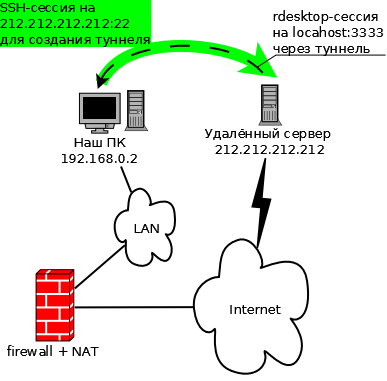 SSH-сессия на
212.212.212.212:22
для создания туннеля
rdesktop-сессия
на locahost:3333
через туннель
Наш ПК
192.168.0.2
Удалённый сервер
212.212.212.212
LAN
Internet
firewall + NAT